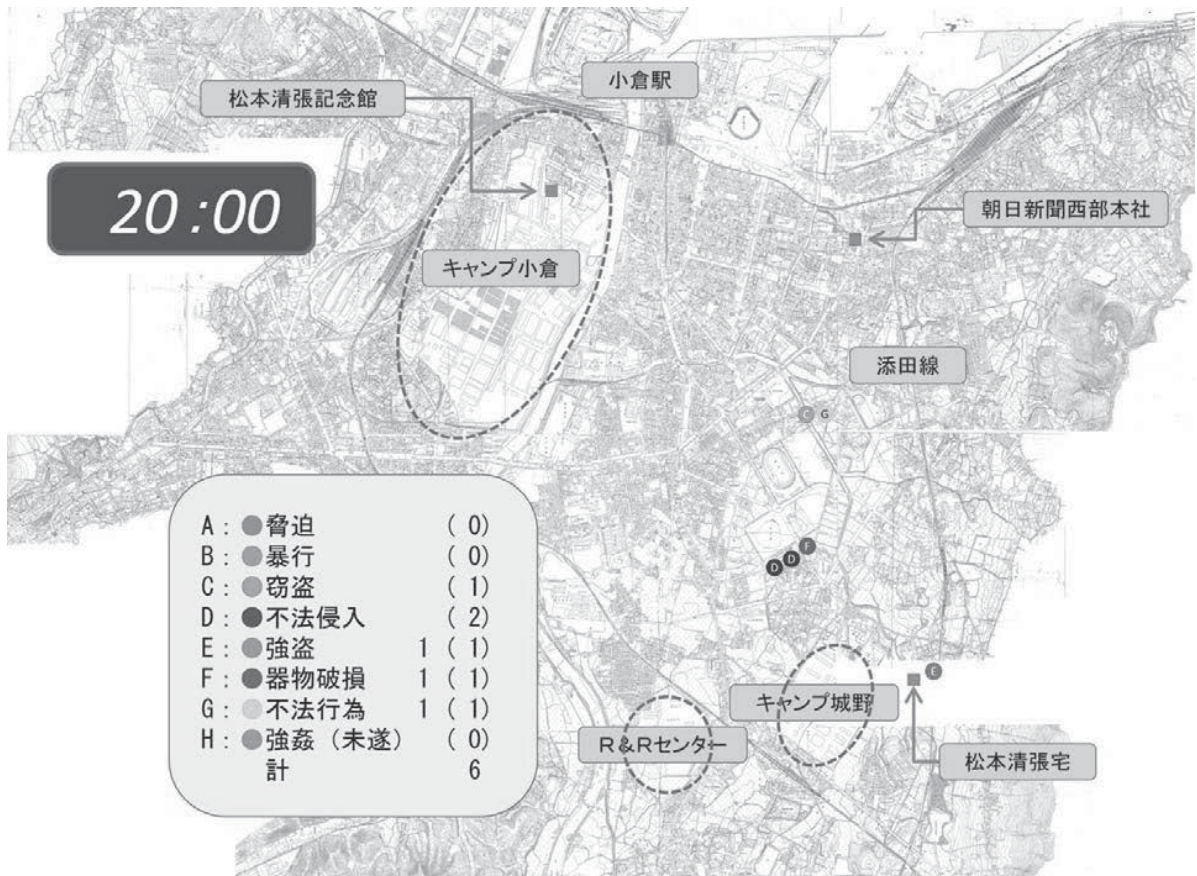 小倉駅
松本清張記念館
20:00
朝日新聞西部本社
キャンプ小倉
添田線
C G
A : 脅迫 ( 0)
B : 暴行 ( 0)
C : 窃盗 ( 1)
D : 不法侵入 ( 2)
E : 強盗 1 ( 1)
F : 器物破損 1 ( 1)
G : 不法行為 1 ( 1)
H : 強姦（未遂） ( 0)
計 6
D D F
E
キャンプ城野
R&Rセンター
松本清張宅